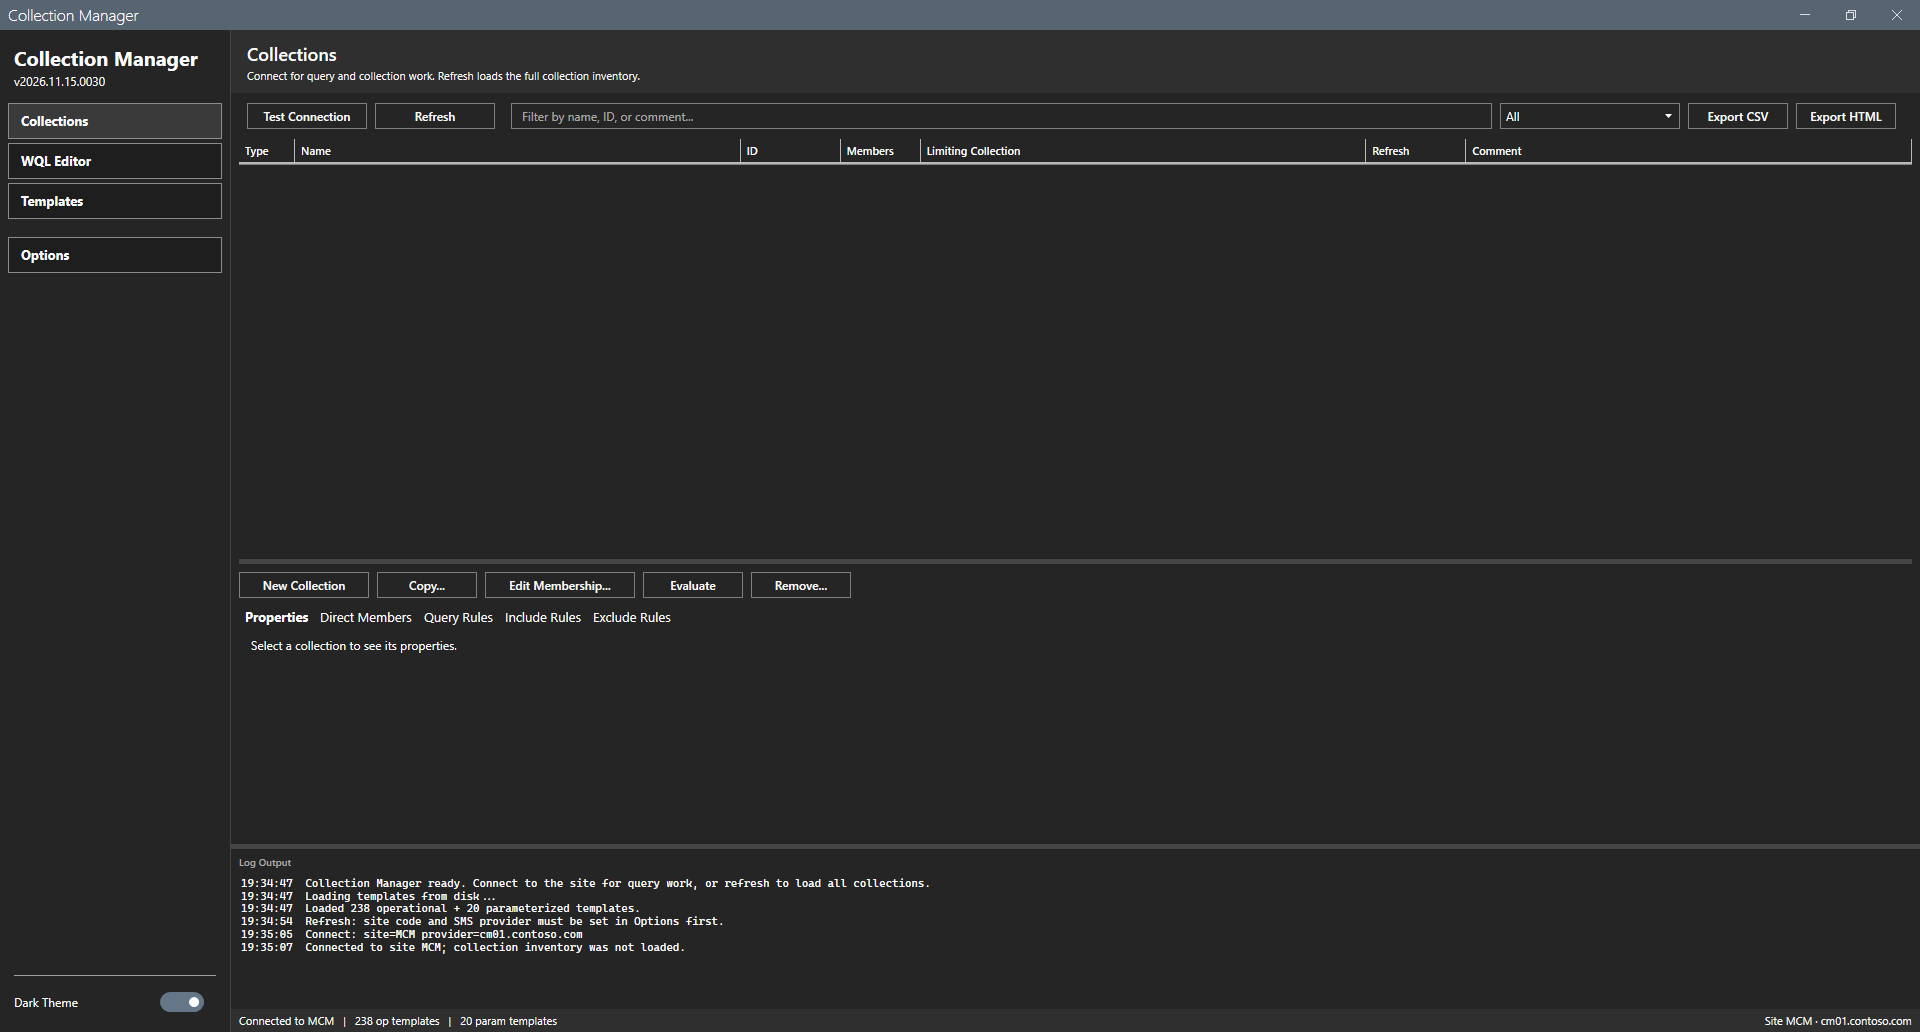 Collection Manager
Collection Manager
v2026.11.15.0030
Collections
WQL Editor
Templates
Options
Dark Theme
Collections
Connect for query and collection work. Refresh loads the full collection inventory.
Test Connection Refresh Filter by name, ID, or comment... All Export CSV Export HTML
Type Name ID Members Limiting Collection Refresh Comment
New Collection Copy... Edit Membership... Evaluate Remove...
Properties Direct Members Query Rules Include Rules Exclude Rules
Select a collection to see its properties.
Log Output
19:34:47 Collection Manager ready. Connect to the site for query work, or refresh to load all collections.
19:34:47 Loading templates from disk...
19:34:47 Loaded 238 operational + 20 parameterized templates.
19:34:54 Refresh: site code and SMS provider must be set in Options first.
19:35:05 Connect: site=MCM provider=cm01.contoso.com
19:35:07 Connected to site MCM; collection inventory was not loaded.
Connected to MCM | 238 op templates | 20 param templates
Site MCM · cm01.contoso.com